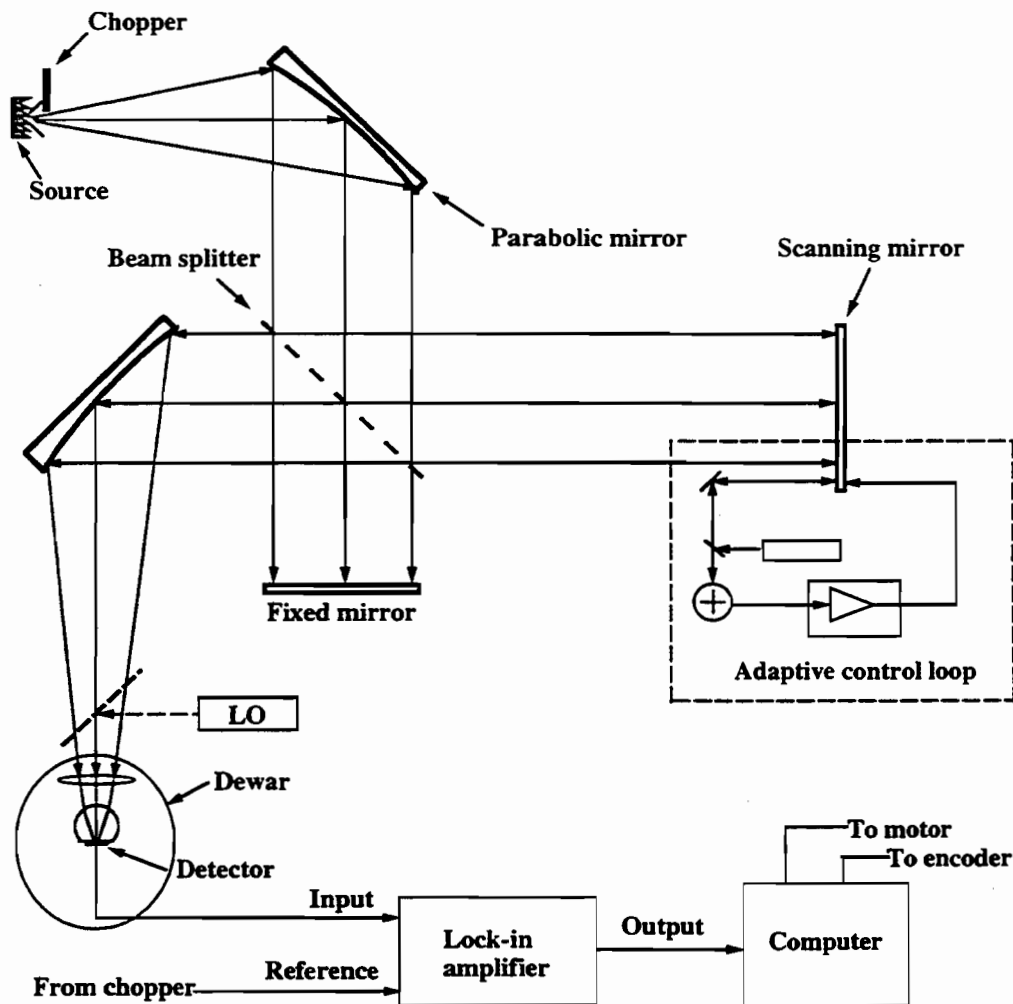 Chopper
Source
Parabolic mirror
Beam splitter
Scanning mirror
Fixed mirror
Adaptive control loop
LO
Dewar
Detector
To motor
To encoder
Input
Lock-in
amplifier
Output
Computer
Reference
From chopper